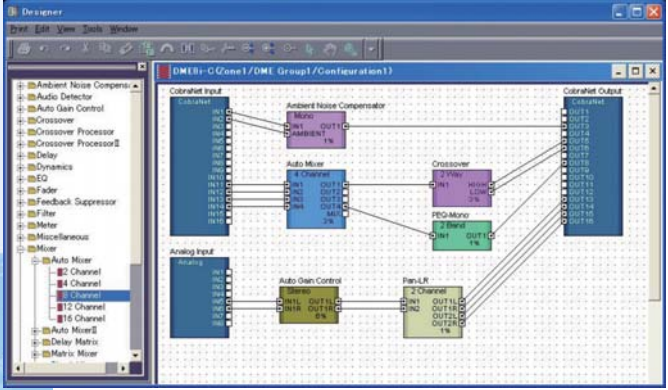 Designer
Print Edit View Tools Window
DME8i-C(Zone1/DME Group1/Configuration1)
Ambient Noise Compensa
Audio Detector
Auto Gain Control
Crossover
Crossover Processor
Crossover ProcessorII
Delay
Dynamics
EQ
Fader
Feedback Suppressor
Filter
Meter
Miscellaneous
Mixer
Auto Mixer
2 Channel
4 Channel
8 Channel
12 Channel
16 Channel
Auto MixerII
Delay Matrix
Matrix Mixer
CobraNet Input
CobraNet
IN1
IN2
IN3
IN4
IN5
IN6
IN7
IN8
IN9
IN10
IN11
IN12
IN13
IN14
IN15
IN16
Ambient Noise Compensator
Mono
IN1 OUT1
AMBIENT
1%
Auto Mixer
4 Channel
IN1 OUT1
IN2 OUT2
IN3 OUT3
IN4 OUT4
MIX
3%
Crossover
2 Way
IN1 HIGH
LOW
3%
PEQ-Mono
2 Band
IN1 OUT1
1%
CobraNet Output
CobraNet
OUT1
OUT2
OUT3
OUT4
OUT5
OUT6
OUT7
OUT8
OUT9
OUT10
OUT11
OUT12
OUT13
OUT14
OUT15
OUT16
Analog Input
Analog
IN1
IN2
IN3
IN4
IN5
IN6
IN7
IN8
Auto Gain Control
Stereo
IN1L OUT1L
IN1R OUT1R
Pan-LR
2 Channel
IN1 OUT1L
IN2 OUT1R
OUT2L
OUT2R
1%